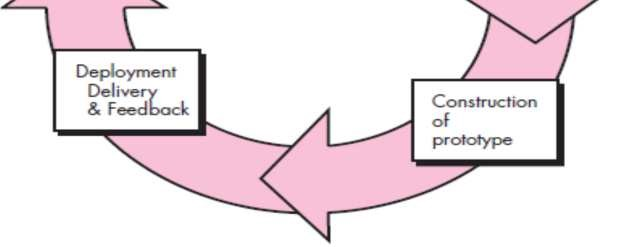 Deployment
Delivery
& Feedback
Construction
of
prototype